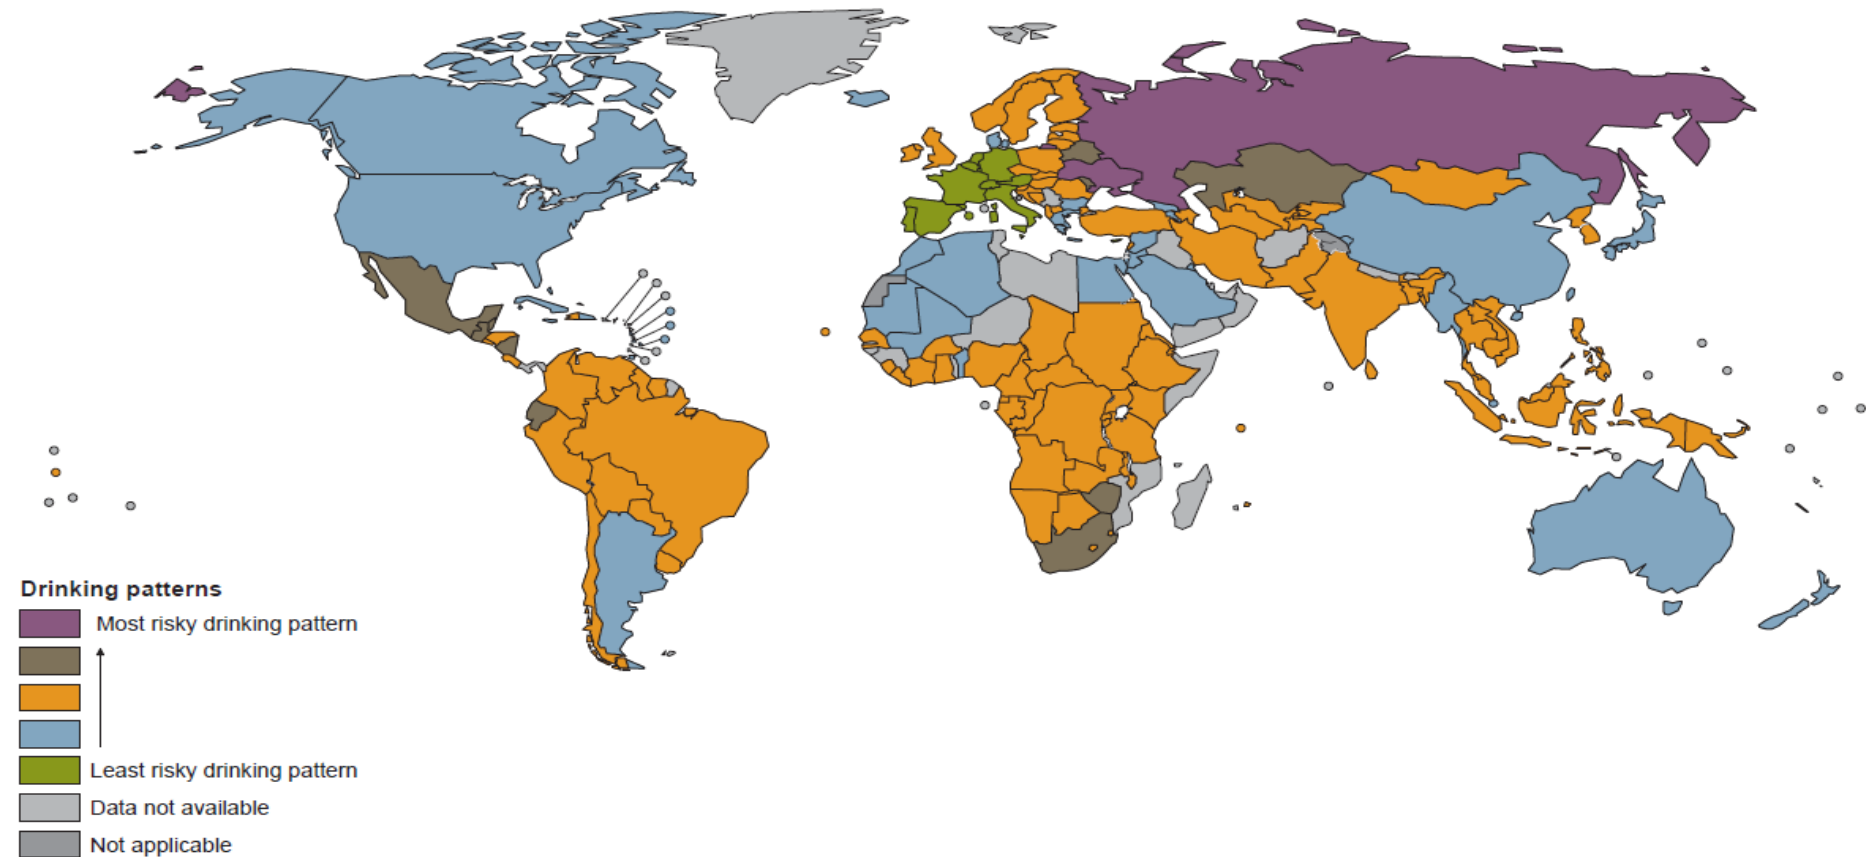 Drinking patterns
Most risky drinking pattern
Least risky drinking pattern
Data not available
Not applicable